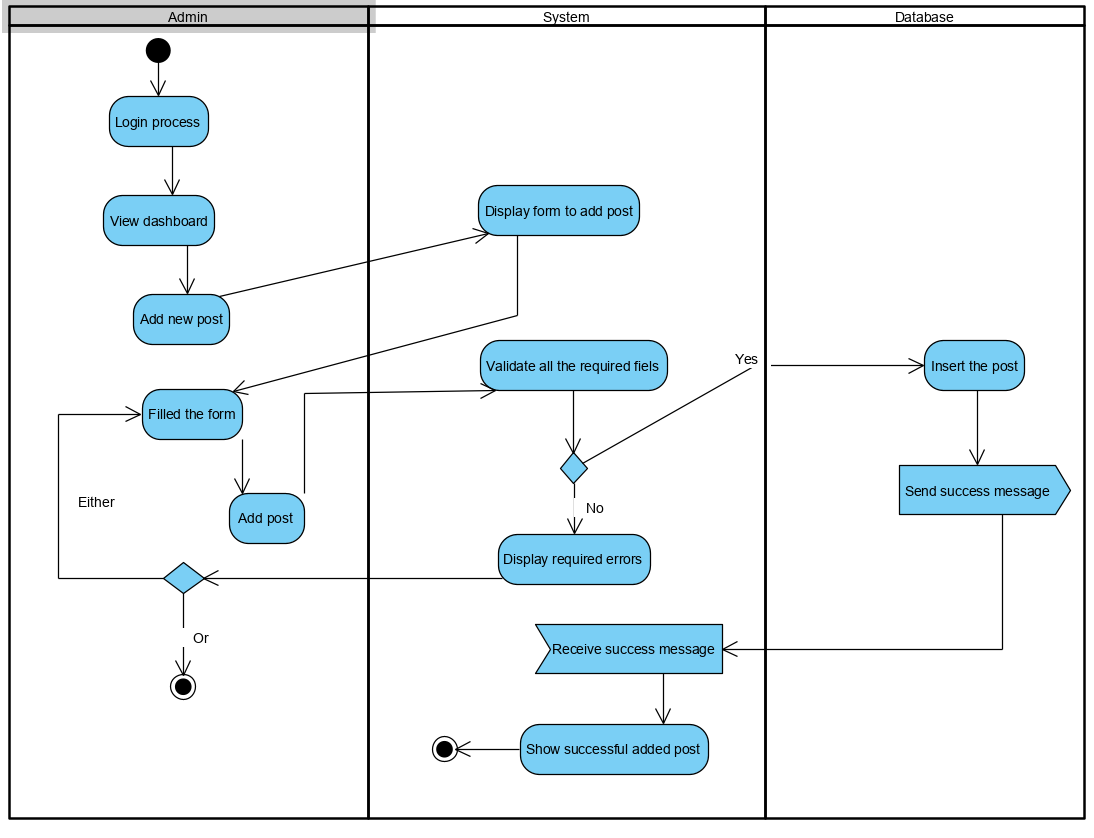 Admin
System
Database
Login process
View dashboard
Display form to add post
Add new post
Validate all the required fiels
Yes
Insert the post
Filled the form
Either
Add post
Send success message
No
Display required errors
Or
Receive success message
Show successful added post